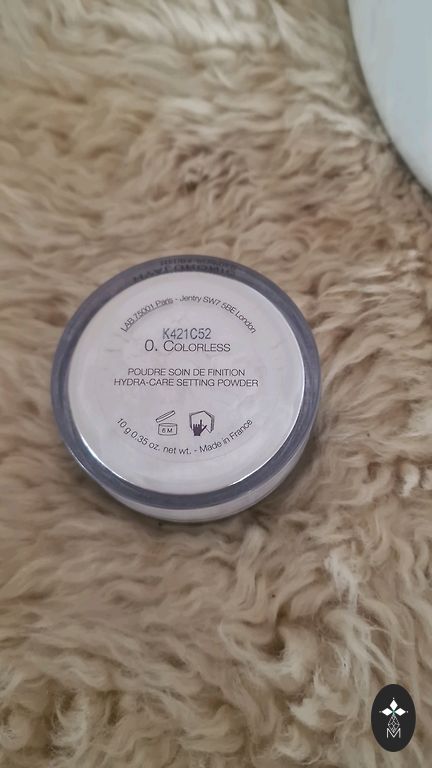 LAB 75001 Paris - Jentry SW7 5BE London
K421C52
0. COLORLESS
POUDRE SOIN DE FINITION
HYDRA-CARE SETTING POWDER
6 M
10 g 0.35 oz. net wt. - Made in France
M